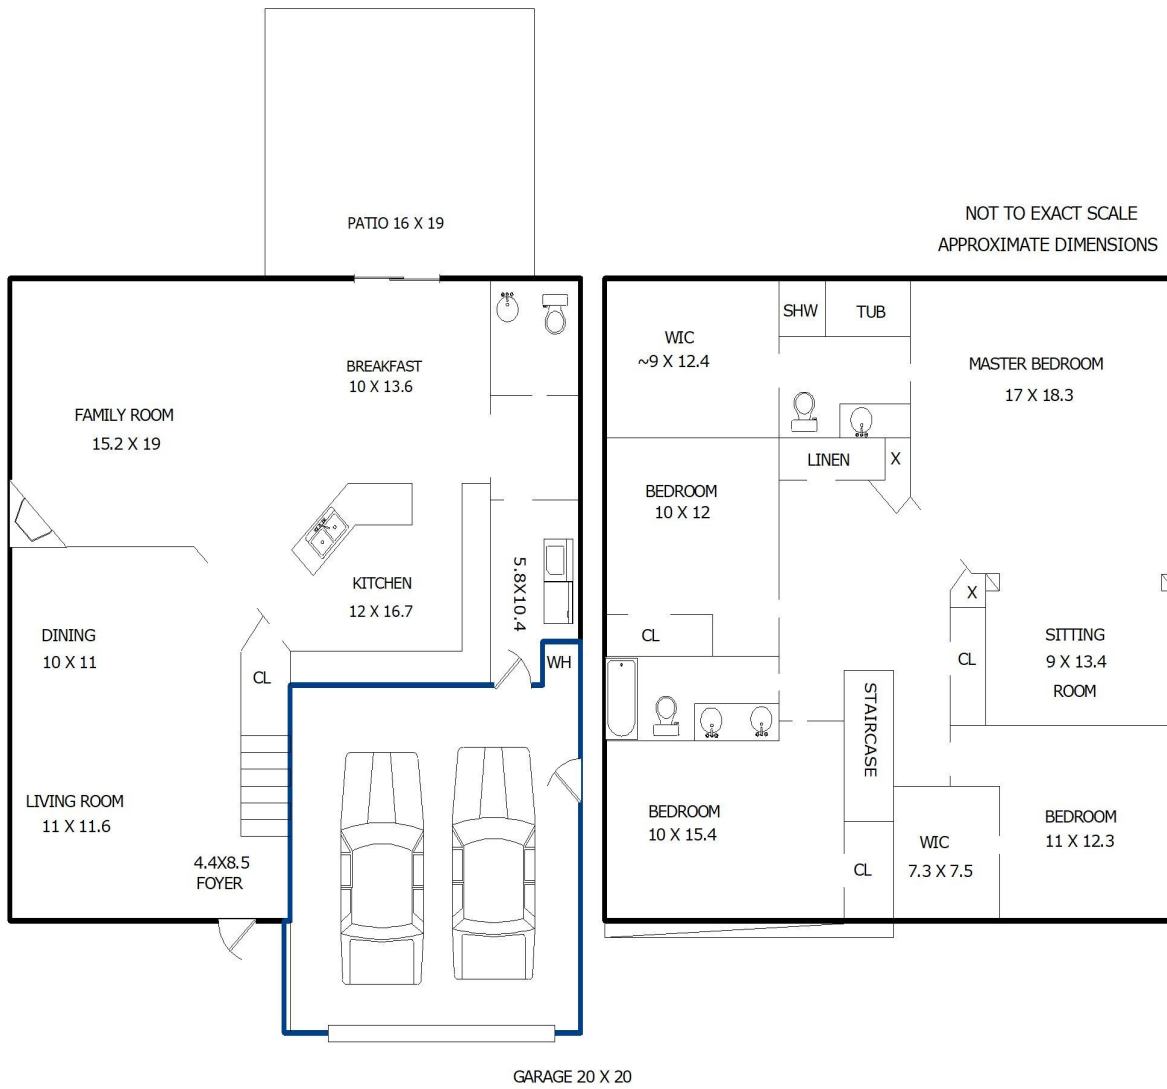 PATIO 16 X 19
NOT TO EXACT SCALE
APPROXIMATE DIMENSIONS
BREAKFAST
10 X 13.6
FAMILY ROOM
15.2 X 19
KITCHEN
12 X 16.7
5.8X10.4
DINING
10 X 11
CL
WH
LIVING ROOM
11 X 11.6
4.4X8.5
FOYER
GARAGE 20 X 20
SHW
TUB
WIC
~9 X 12.4
MASTER BEDROOM
17 X 18.3
LINEN
X
BEDROOM
10 X 12
X
CL
CL
SITTING
9 X 13.4
ROOM
STAIRCASE
BEDROOM
10 X 15.4
CL
WIC
7.3 X 7.5
BEDROOM
11 X 12.3